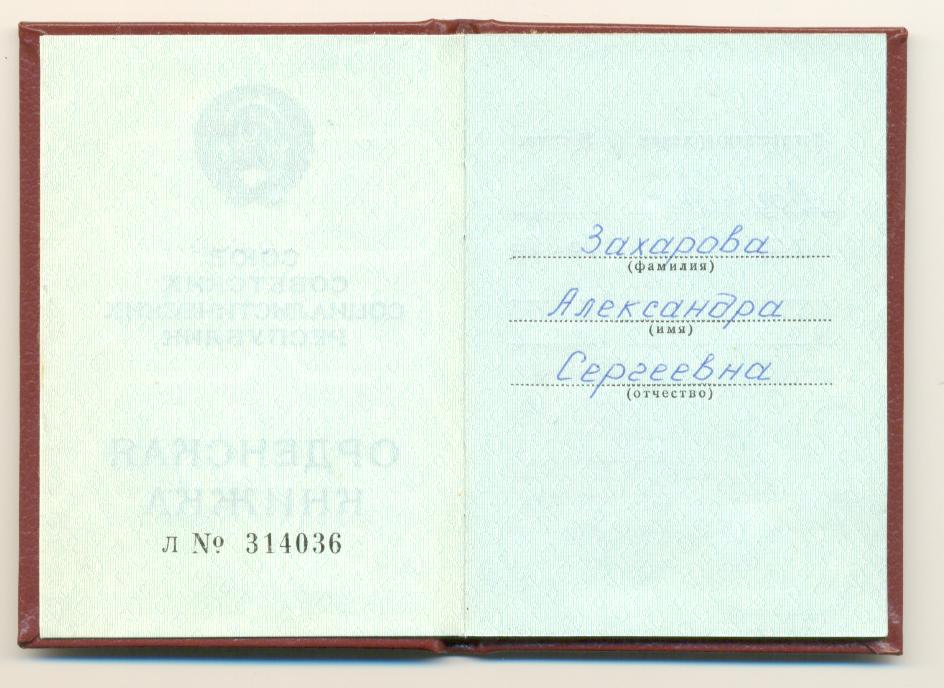 СОЮЗ
СОВЕТСКИХ
СОЦИАЛИСТИЧЕСКИХ
РЕСПУБЛИК
ОРДЕНСКАЯ
КНИЖКА
Л № 314036
Захарова
(фамилия)
Александра
(имя)
Сергеевна
(отчество)